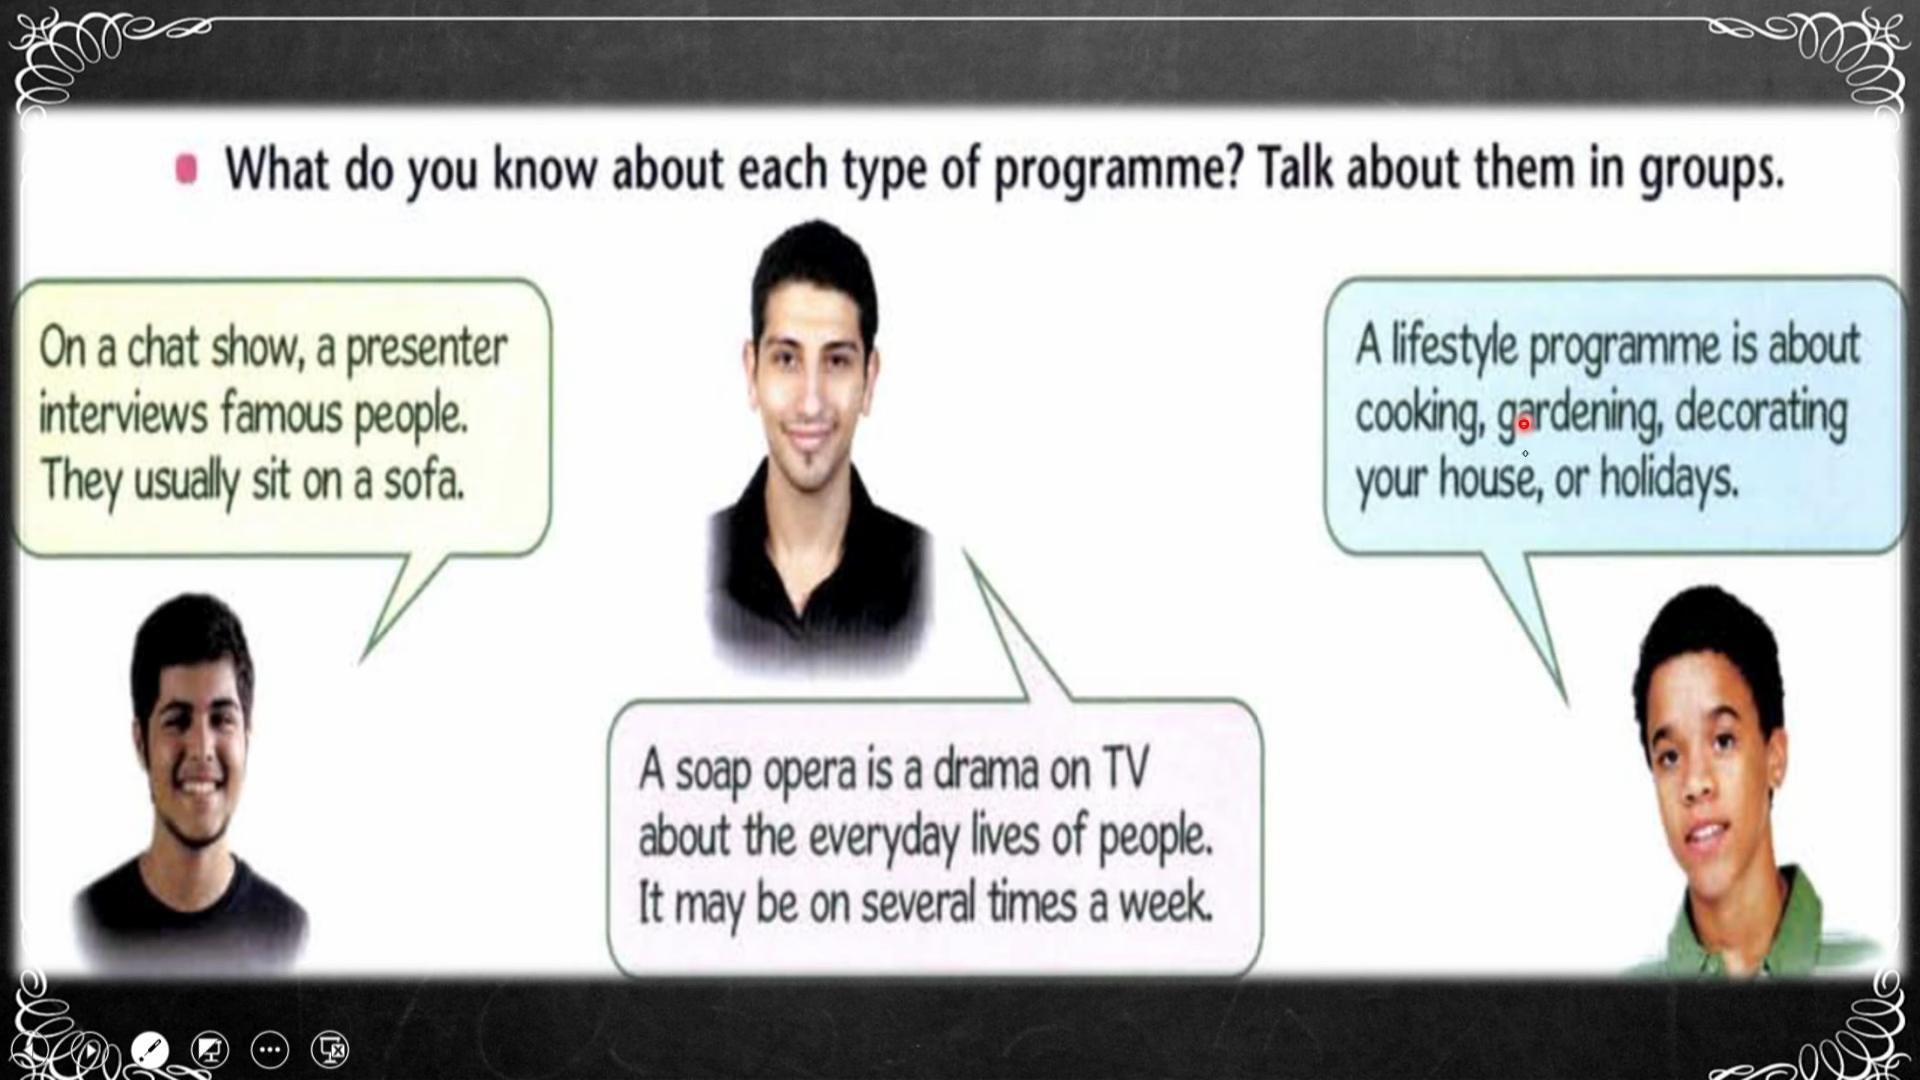 What do you know about each type of programme? Talk about them in groups.
On a chat show, a presenter
interviews famous people.
They usually sit on a sofa.
A soap opera is a drama on TV
about the everyday lives of people.
It may be on several times a week.
A lifestyle programme is about
cooking, gardening, decorating
your house, or holidays.